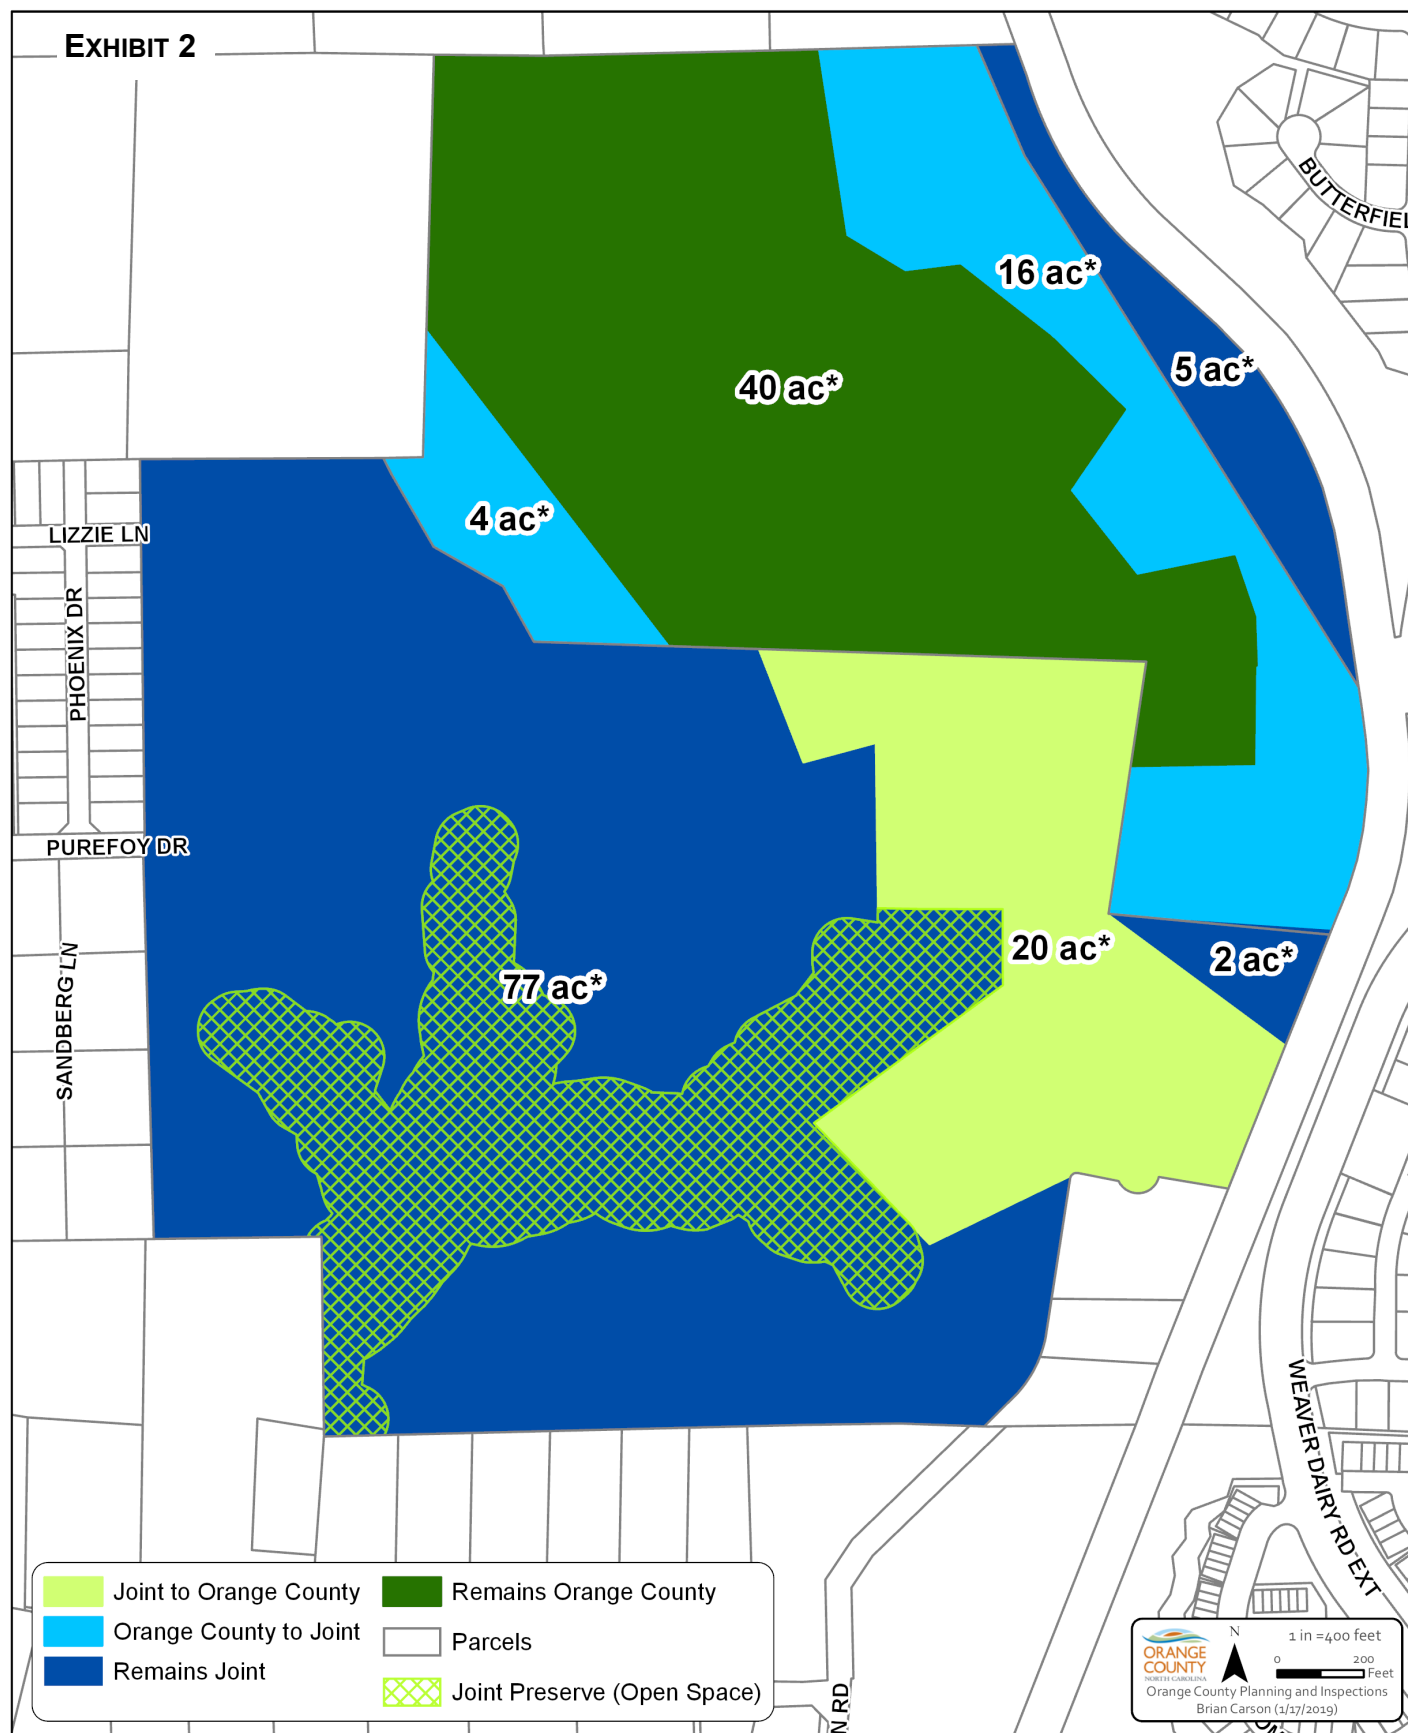 EXHIBIT 2
BUTTERFIEL
16 ac*
5 ac*
40 ac*
4 ac*
LIZZIE LN
PHOENIX DR
PUREFOY DR
20 ac*
2 ac*
77 ac*
SANDBERG LN
WEAVER DAIRY RD EXT
Joint to Orange County
Orange County to Joint
Remains Joint
Remains Orange County
Parcels
Joint Preserve (Open Space)
N RD
ORANGE
COUNTY
NORTH CAROLINA
N
1 in =400 feet
0 200
Feet
Orange County Planning and Inspections
Brian Carson (1/17/2019)